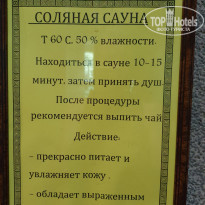 СОЛЯНАЯ САУНА
TopHotels
Т 60 С. 50 % влажности.
Находиться в сауне 10-15
минут. затем принять душ.
После процедуры
рекомендуется выпить чай.
Действие:
- прекрасно питает и
увлажняет кожу.
- обладает выраженным